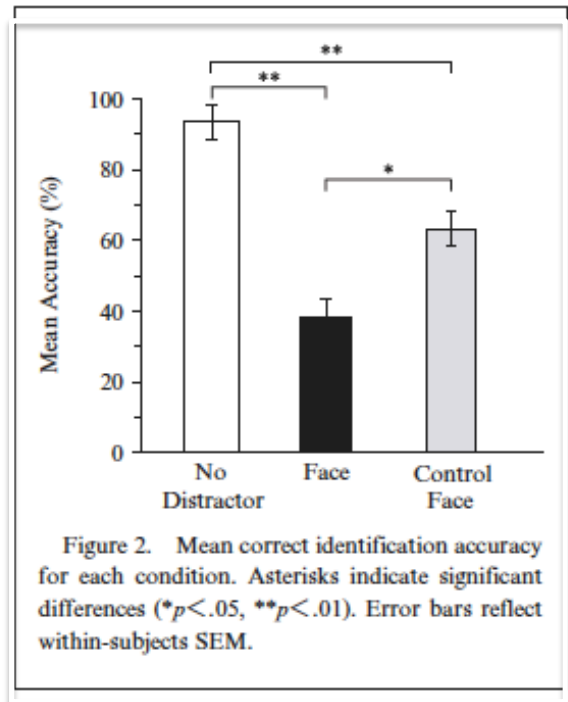 **
**
100
*
80
60
40
20
0
Mean Accuracy (%)
No Face Control
Distractor Face
Figure 2. Mean correct identification accuracy
for each condition. Asterisks indicate significant
differences (*p<.05, **p<.01). Error bars reflect
within-subjects SEM.